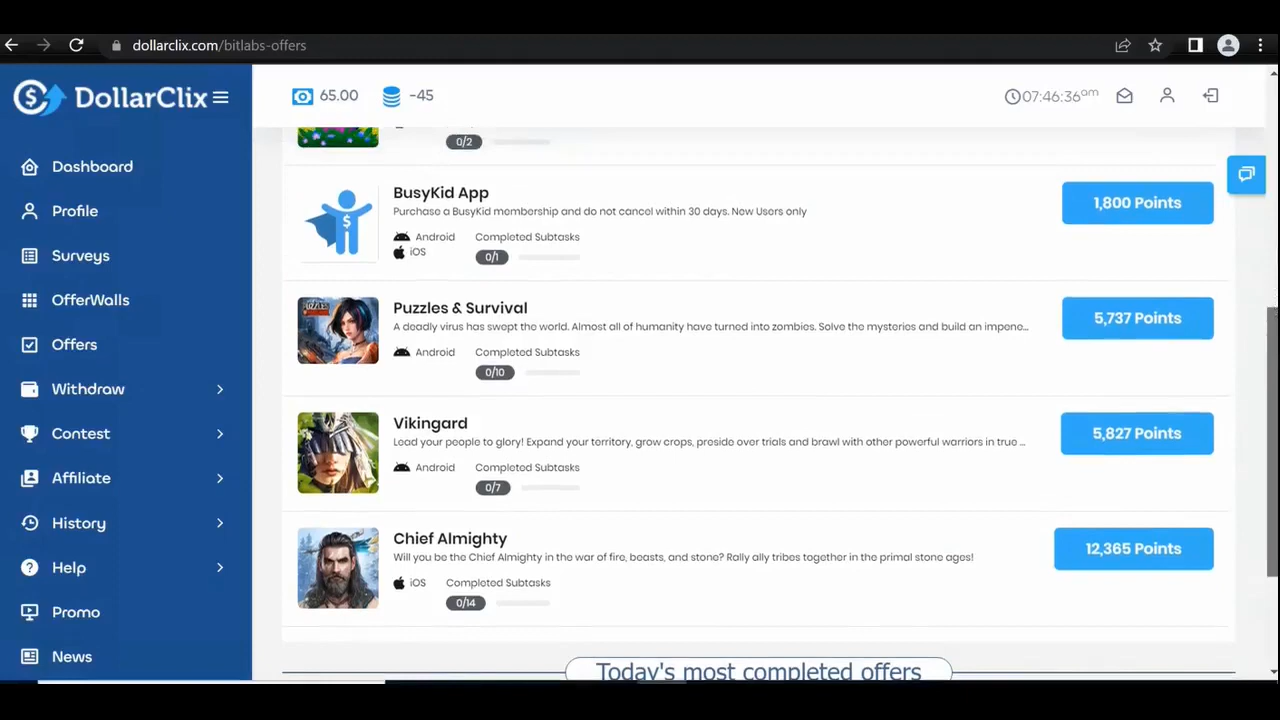 dollarclix.com/bitlabs-offers
DollarClix
65.00
-45
07:46:36am
Dashboard
Profile
Surveys
OfferWalls
Offers
Withdraw
Contest
Affiliate
History
Help
Promo
News
0/2
BusyKid App
Purchase a BusyKid membership and do not cancel within 30 days. New Users only
Android
iOS
Completed Subtasks
0/1
1,800 Points
Puzzles & Survival
A deadly virus has swept the world. Almost all of humanity have turned into zombies. Solve the mysteries and build an impene...
Android
Completed Subtasks
0/10
5,737 Points
Vikingard
Lead your people to glory! Expand your territory, grow crops, preside over trials and brawl with other powerful warriors in true ...
Android
Completed Subtasks
0/7
5,827 Points
Chief Almighty
Will you be the Chief Almighty in the war of fire, beasts, and stone? Rally ally tribes together in the primal stone ages!
iOS
Completed Subtasks
0/14
12,365 Points
Today's most completed offers